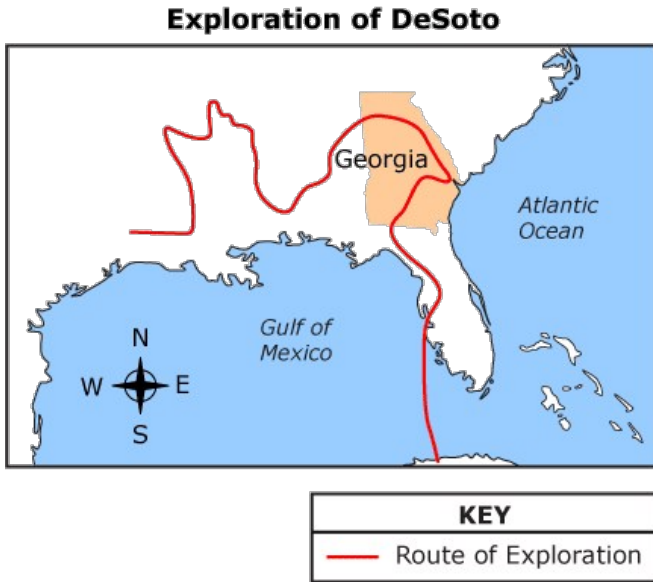 Exploration of DeSoto
Georgia
Atlantic
Ocean
Gulf of
Mexico
N
W
E
S
KEY
Route of Exploration